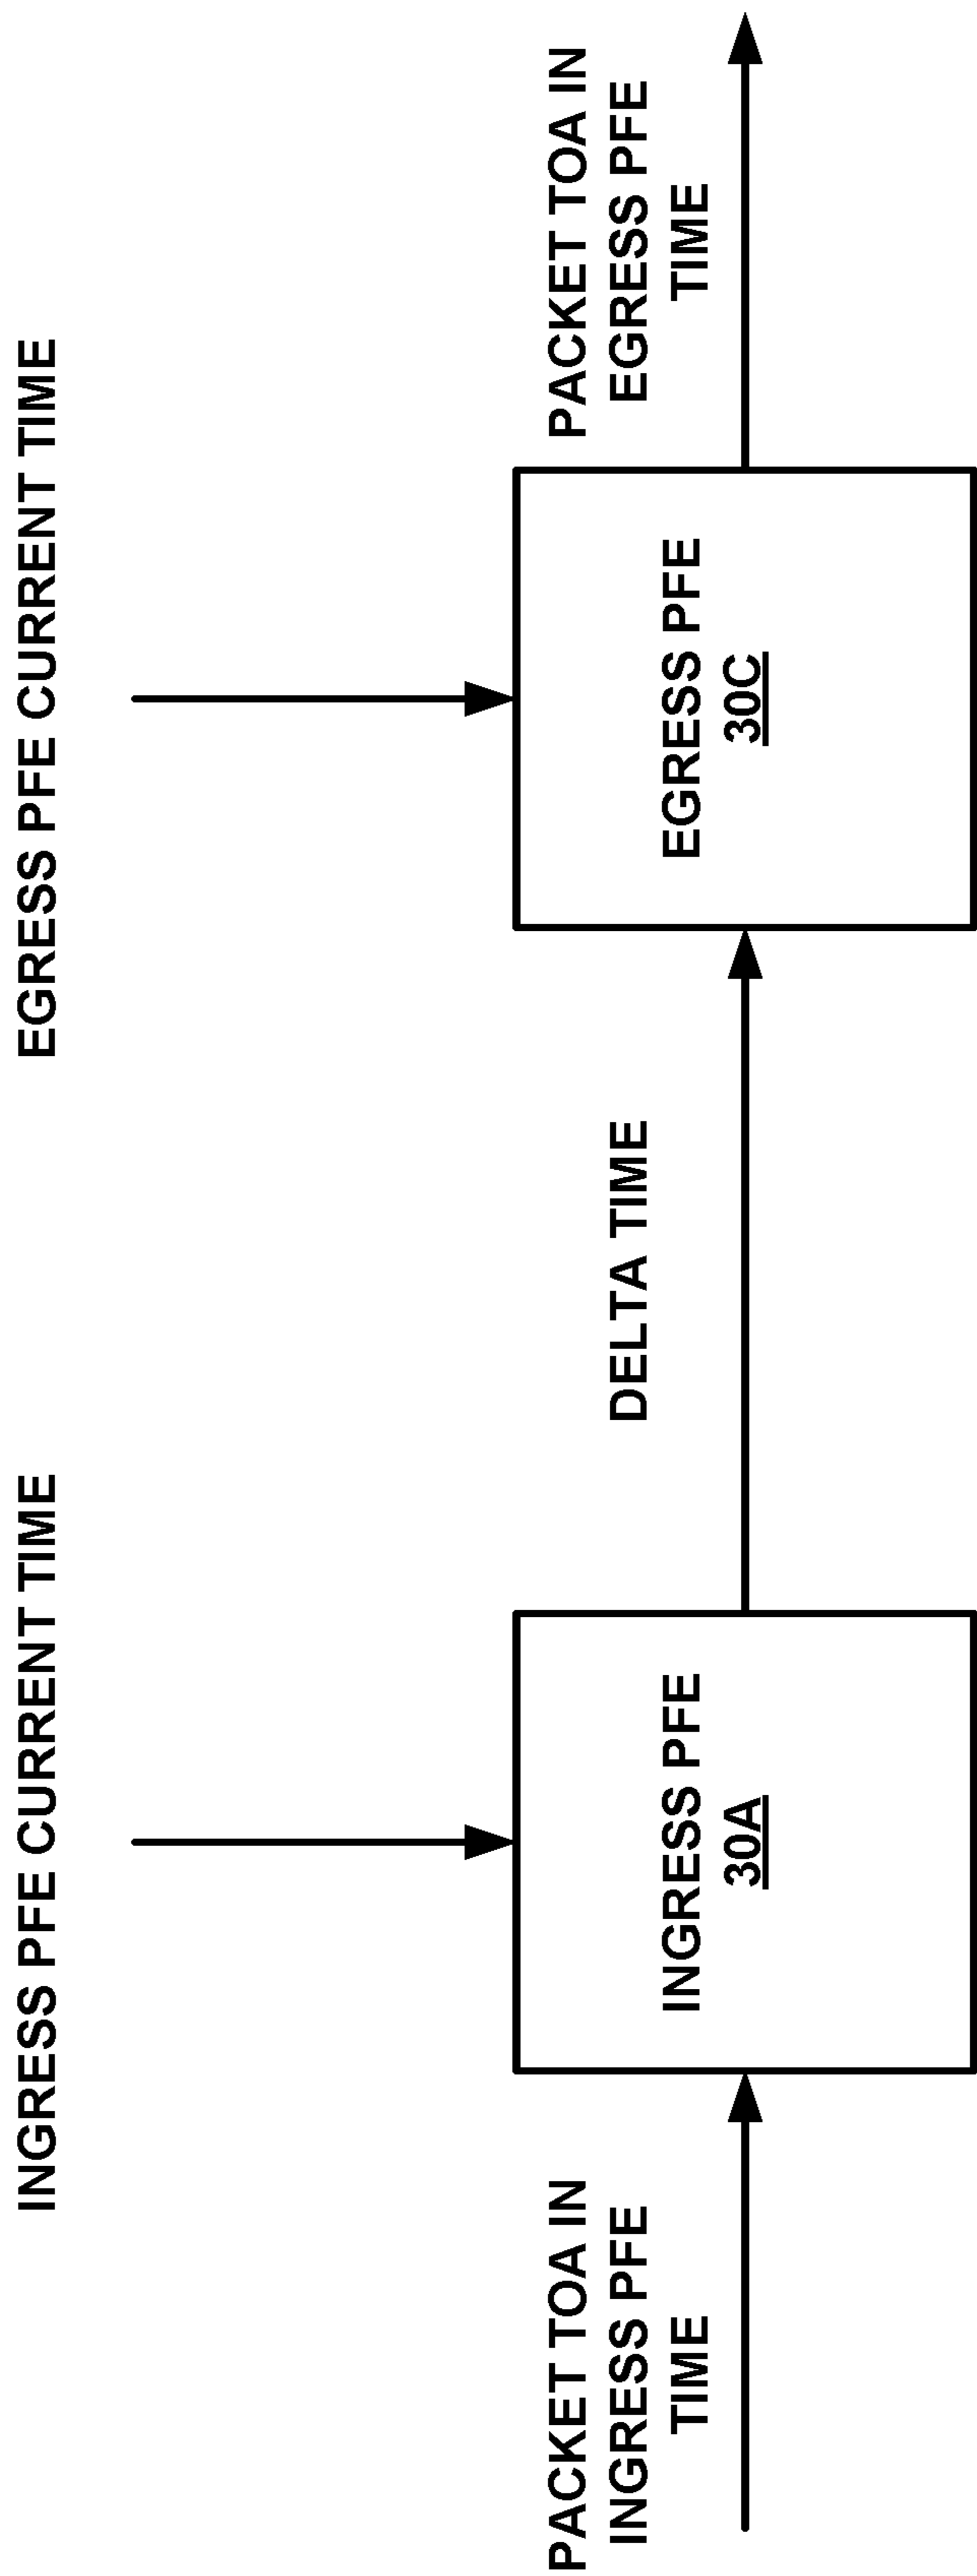 INGRESS PFE CURRENT TIME
EGRESS PFE CURRENT TIME
PACKET TOA IN
INGRESS PFE
TIME
INGRESS PFE
30A
DELTA TIME
EGRESS PFE
30C
PACKET TOA IN
EGRESS PFE
TIME